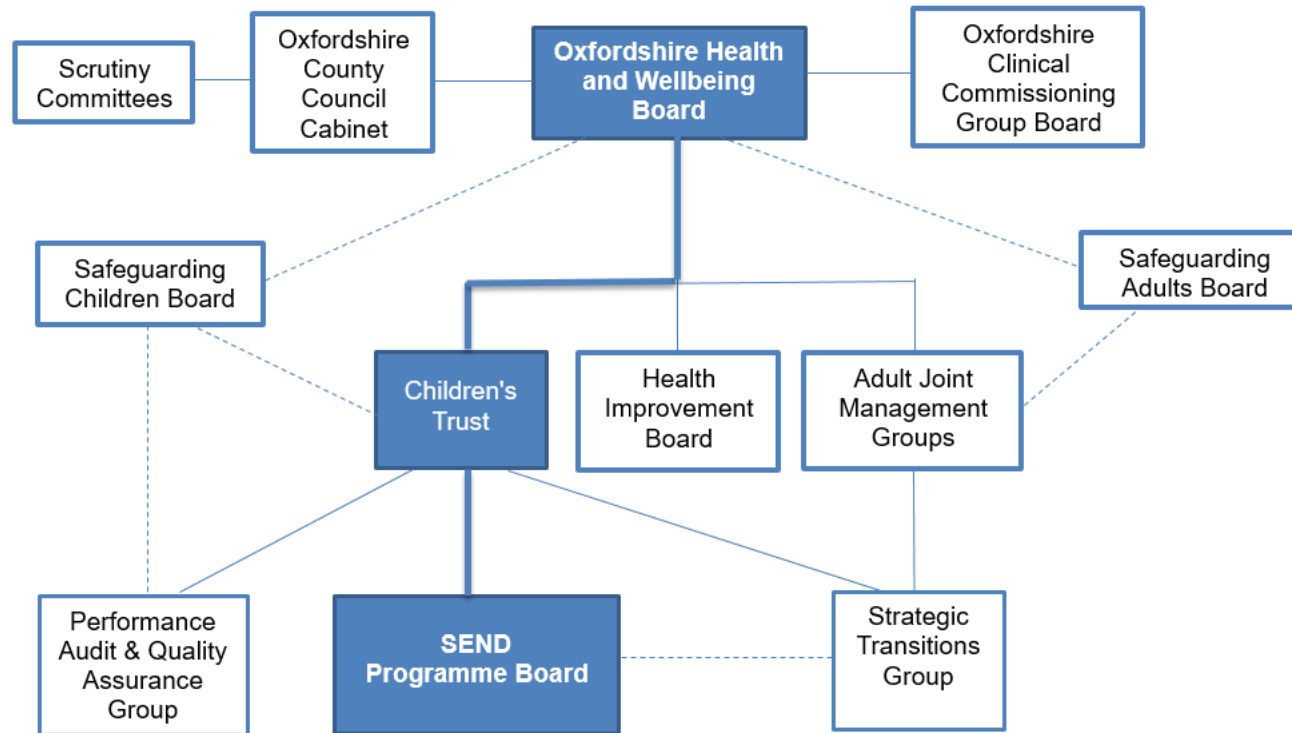 Scrutiny
Committees
Oxfordshire
County
Council
Cabinet
Oxfordshire Health
and Wellbeing
Board
Oxfordshire
Clinical
Commissioning
Group Board
Safeguarding
Children Board
Safeguarding
Adults Board
Children's
Trust
Health
Improvement
Board
Adult Joint
Management
Groups
Performance
Audit & Quality
Assurance
Group
SEND
Programme Board
Strategic
Transitions
Group